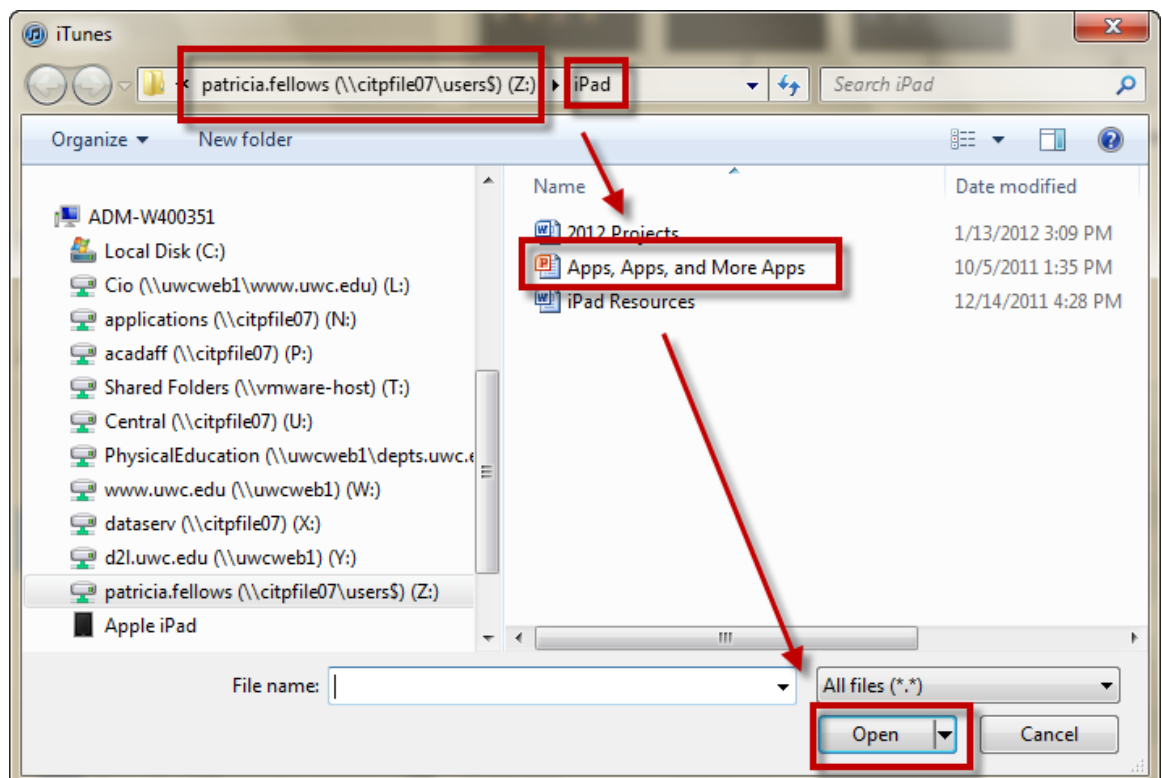 iTunes
patricia.fellows (\\citpfile07\users$) (Z:) ▸ iPad
Search iPad
Organize
New folder
Name
Date modified
2012 Projects 1/13/2012 3:09 PM
Apps, Apps, and More Apps 10/5/2011 1:35 PM
iPad Resources 12/14/2011 4:28 PM
ADM-W400351
Local Disk (C:)
Cio (\\uwcweb1\www.uwc.edu) (L:)
applications (\\citpfile07) (N:)
acadaff (\\citpfile07) (P:)
Shared Folders (\\vmware-host) (T:)
Central (\\citpfile07) (U:)
PhysicalEducation (\\uwcweb1\depts.uwc.e
www.uwc.edu (\\uwcweb1) (W:)
dataserv (\\citpfile07) (X:)
d2l.uwc.edu (\\uwcweb1) (Y:)
patricia.fellows (\\citpfile07\users$) (Z:)
Apple iPad
File name:
All files (*.*)
Open
Cancel